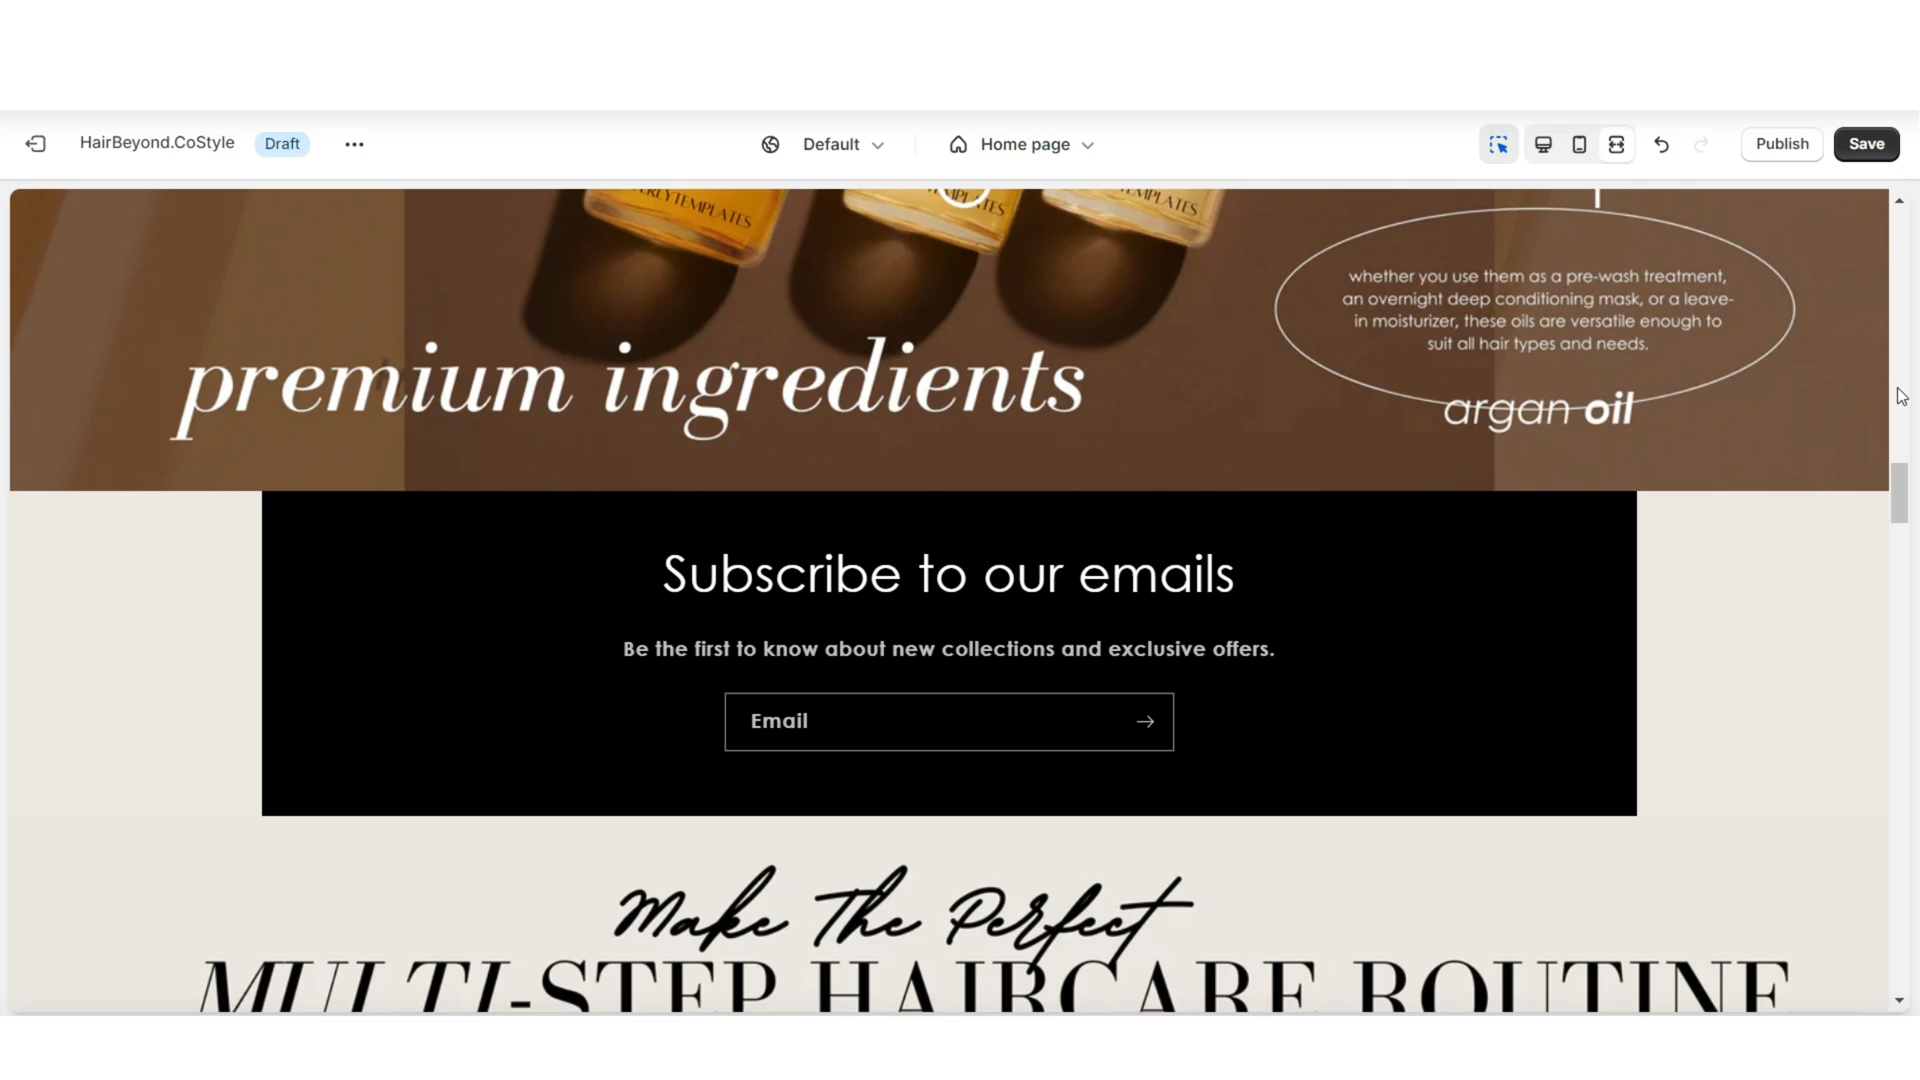 HairBeyond.CoStyle Draft ••• Default Home page Publish Save
TEMPLATES
whether you use them as a pre-wash treatment,
an overnight deep conditioning mask, or a leave-
in moisturizer, these oils are versatile enough to
suit all hair types and needs.
premium ingredients
argan oil
Subscribe to our emails
Be the first to know about new collections and exclusive offers.
Email
Make The Perfect
MULTI-STEP HAIRCARE ROUTINE